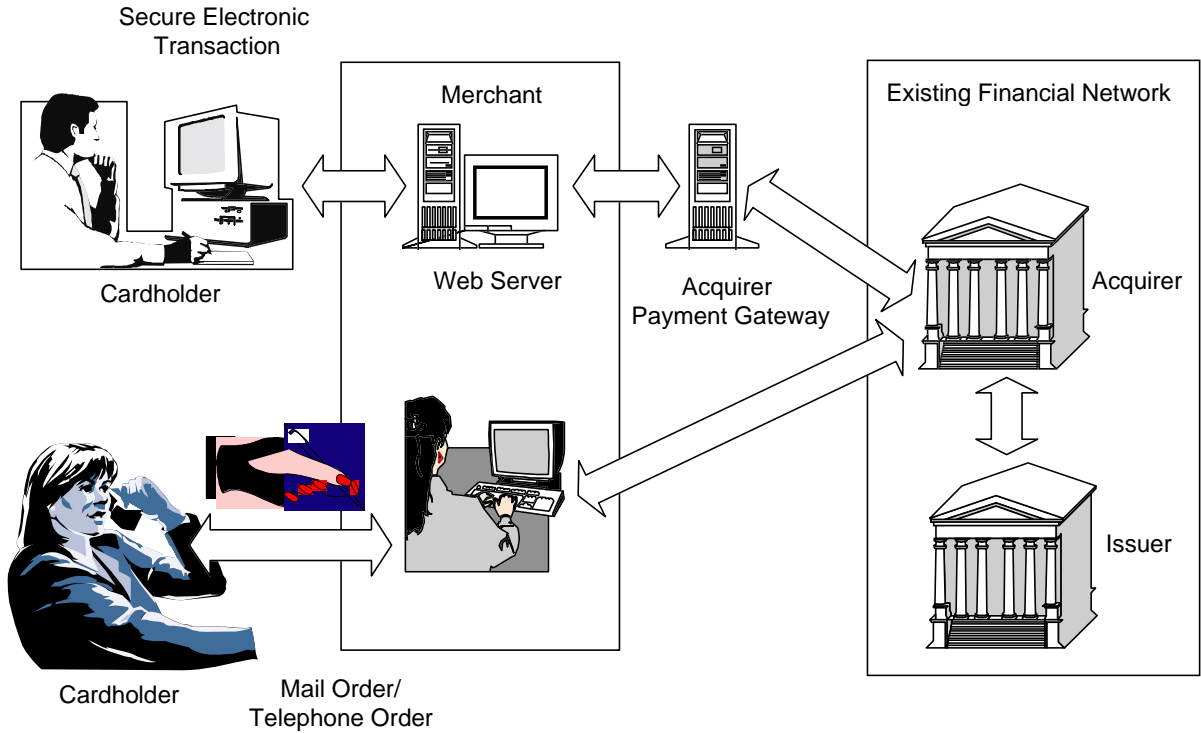 Secure Electronic
Transaction
Merchant
Existing Financial Network
Cardholder
Web Server
Acquirer
Payment Gateway
Acquirer
Issuer
Cardholder
Mail Order/
Telephone Order